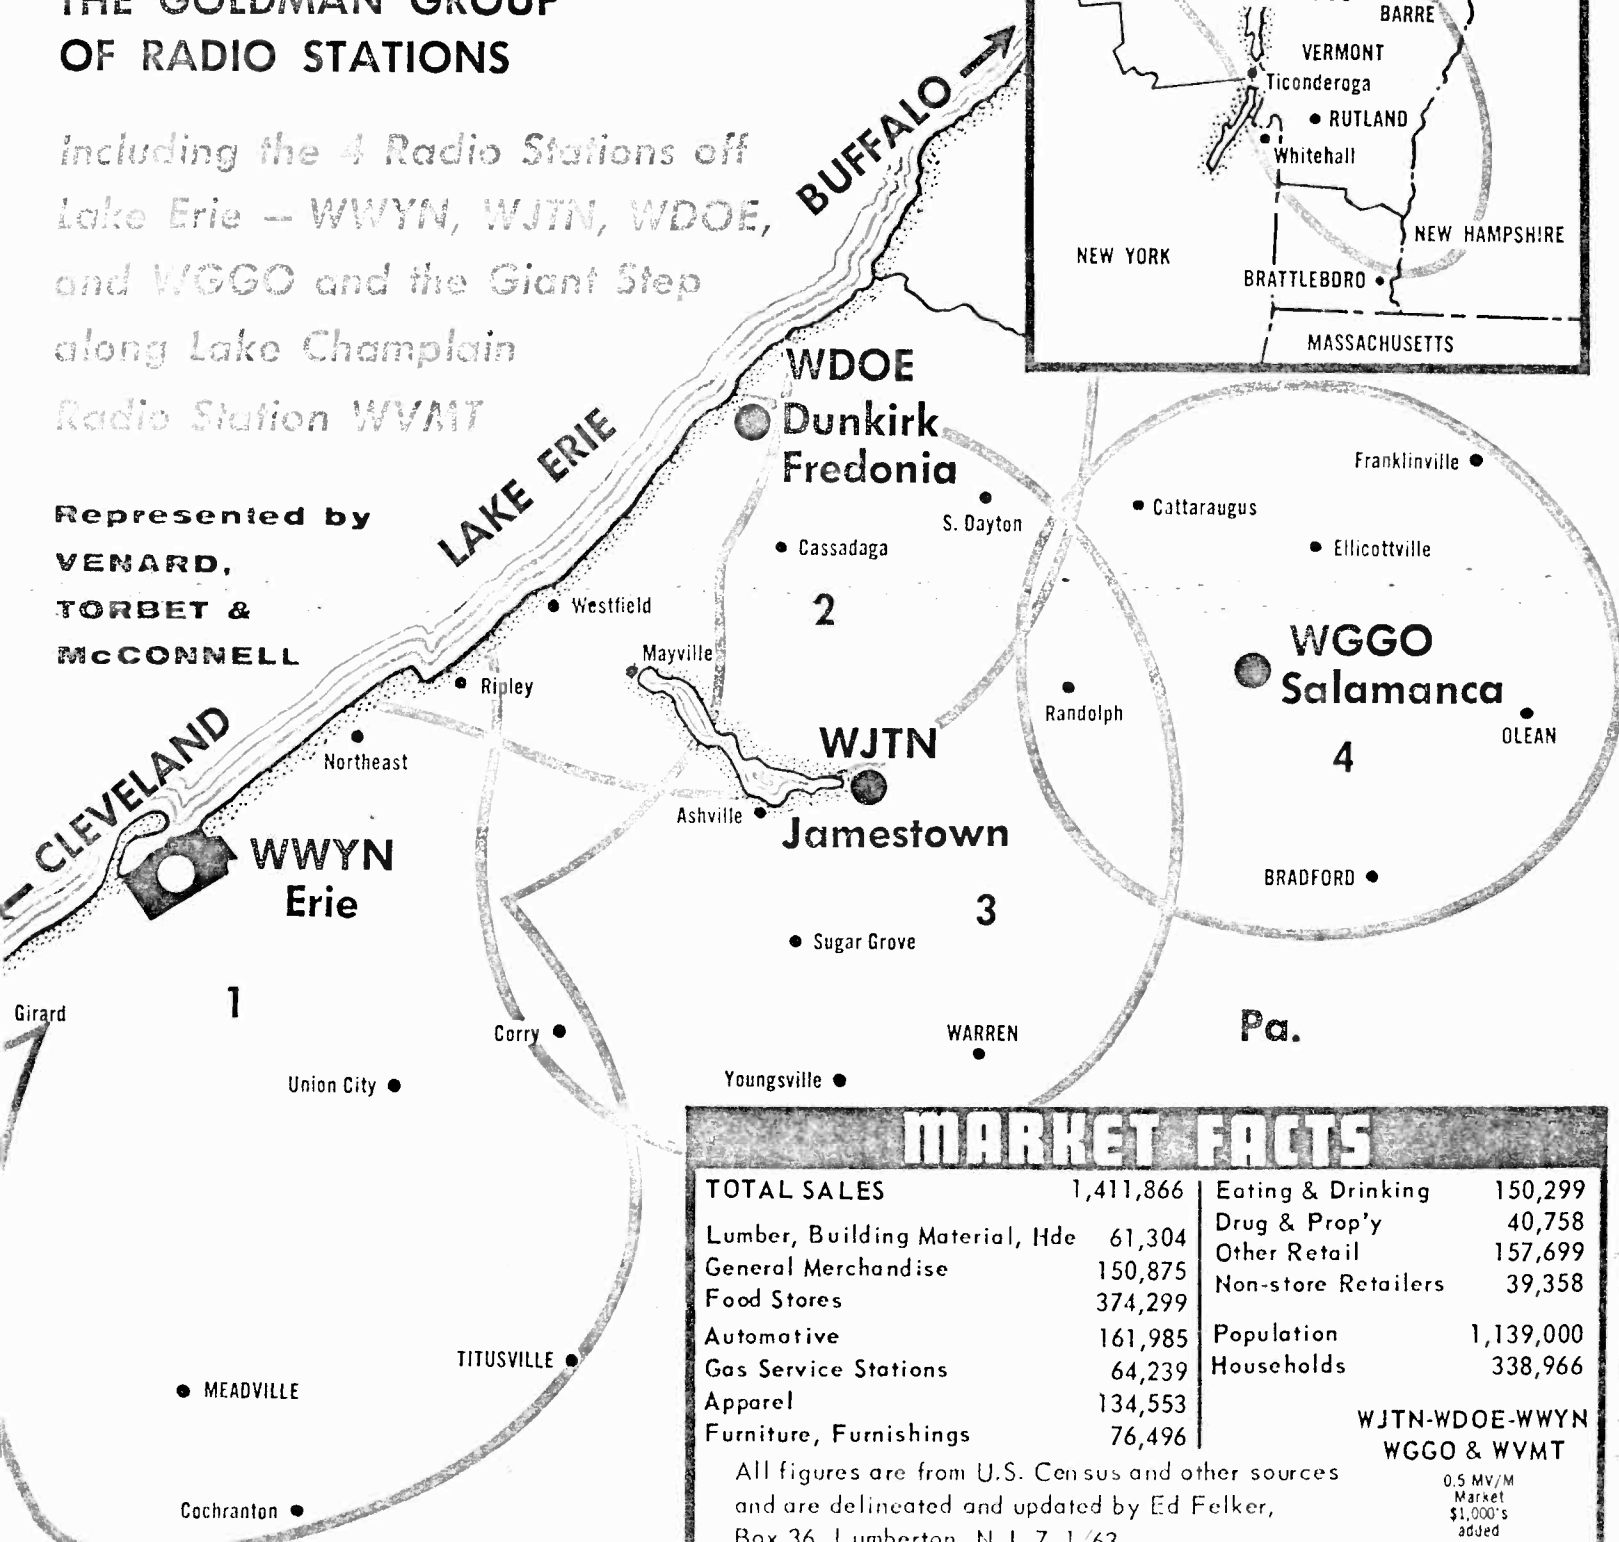 THE GOLDMAN GROUP
OF RADIO STATIONS
Including the 4 Radio Stations off
Lake Erie — WWYN, WJTN, WDOE,
and WGGO and the Giant Step
along Lake Champlain
Radio Station WVMT
Represented by
VENARD,
TORBET &
McCONNELL
BUFFALO
LAKE ERIE
CLEVELAND
BARRE
VERMONT
Ticonderoga
RUTLAND
Whitehall
NEW YORK
NEW HAMPSHIRE
BRATTLEBORO
MASSACHUSETTS
WDOE
Dunkirk
Fredonia
S. Dayton
Cassadaga
2
Westfield
Mayville
Ripley
Northeast
WJTN
Ashville
Jamestown
3
Sugar Grove
WARREN
Youngsville
Franklinville
Cattaraugus
Ellicottville
WGGO
Salamanca
Randolph
OLEAN
4
BRADFORD
Pa.
WWYN
Erie
1
Girard
Corry
Union City
TITUSVILLE
MEADVILLE
Cochranton
MARKET FACTS
TOTAL SALES 1,411,866
Lumber, Building Material, Hde 61,304
General Merchandise 150,875
Food Stores 374,299
Automotive 161,985
Gas Service Stations 64,239
Apparel 134,553
Furniture, Furnishings 76,496
Eating & Drinking 150,299
Drug & Prop'y 40,758
Other Retail 157,699
Non-store Retailers 39,358
Population 1,139,000
Households 338,966
WJTN-WDOE-WWYN
WGGO & WVMT
0.5 MV/M
Market
$1,000's
added
All figures are from U.S. Census and other sources
and are delineated and updated by Ed Felker,
Box 36, Lumberton, N. J. 7/1/63